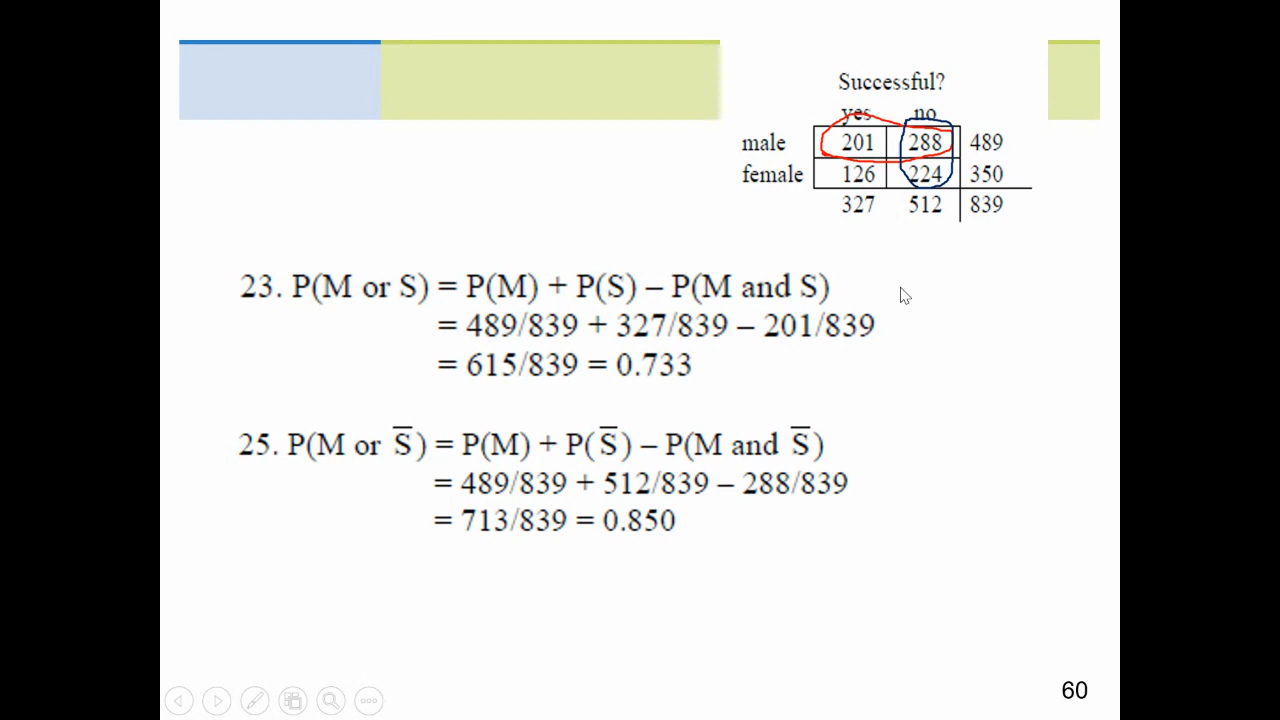 Successful?
yes no
male 201 288 489
female 126 224 350
327 512 839
23. P(M or S) = P(M) + P(S) – P(M and S)
= 489/839 + 327/839 – 201/839
= 615/839 = 0.733
25. P(M or S̅) = P(M) + P(S̅) – P(M and S̅)
= 489/839 + 512/839 – 288/839
= 713/839 = 0.850
60